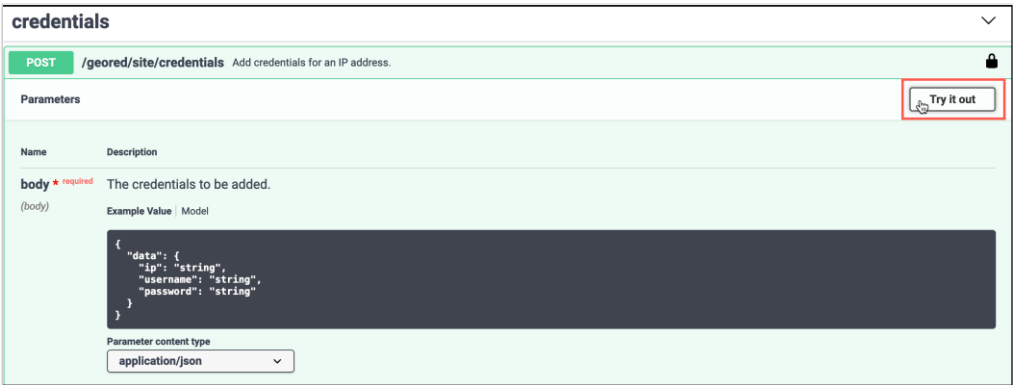 credentials
POST /geored/site/credentials Add credentials for an IP address.
Parameters
Try it out
Name Description
body * required The credentials to be added.
(body)
Example Value | Model
{
  "data": {
    "ip": "string",
    "username": "string",
    "password": "string"
  }
}
Parameter content type
application/json